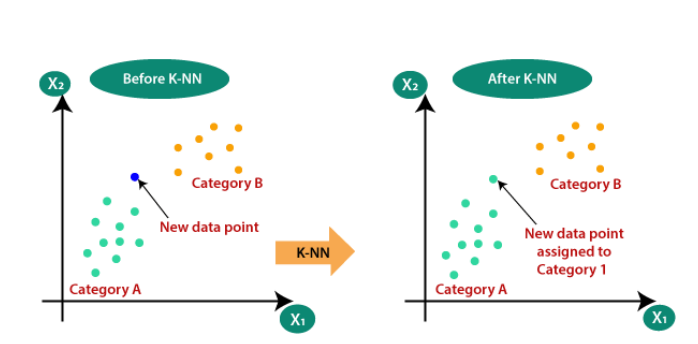 Before K-NN
After K-NN
X₂
X₂
Category B
New data point
Category A
X₁
K-NN
Category B
New data point
assigned to
Category 1
Category A
X₁